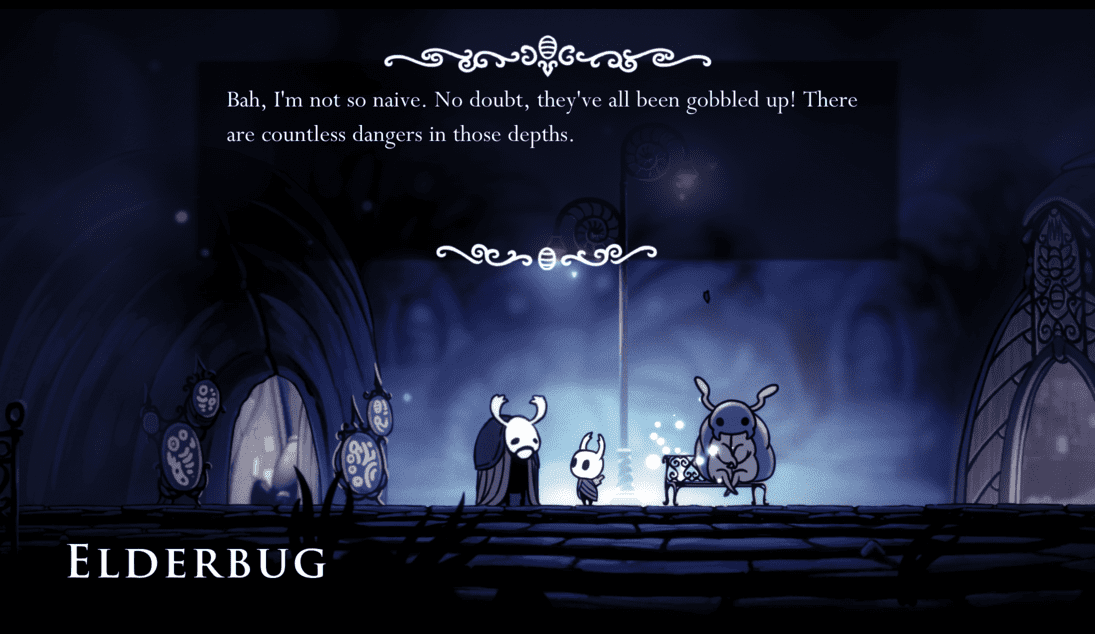 Bah, I'm not so naive. No doubt, they've all been gobbled up! There
are countless dangers in those depths.
ELDERBUG